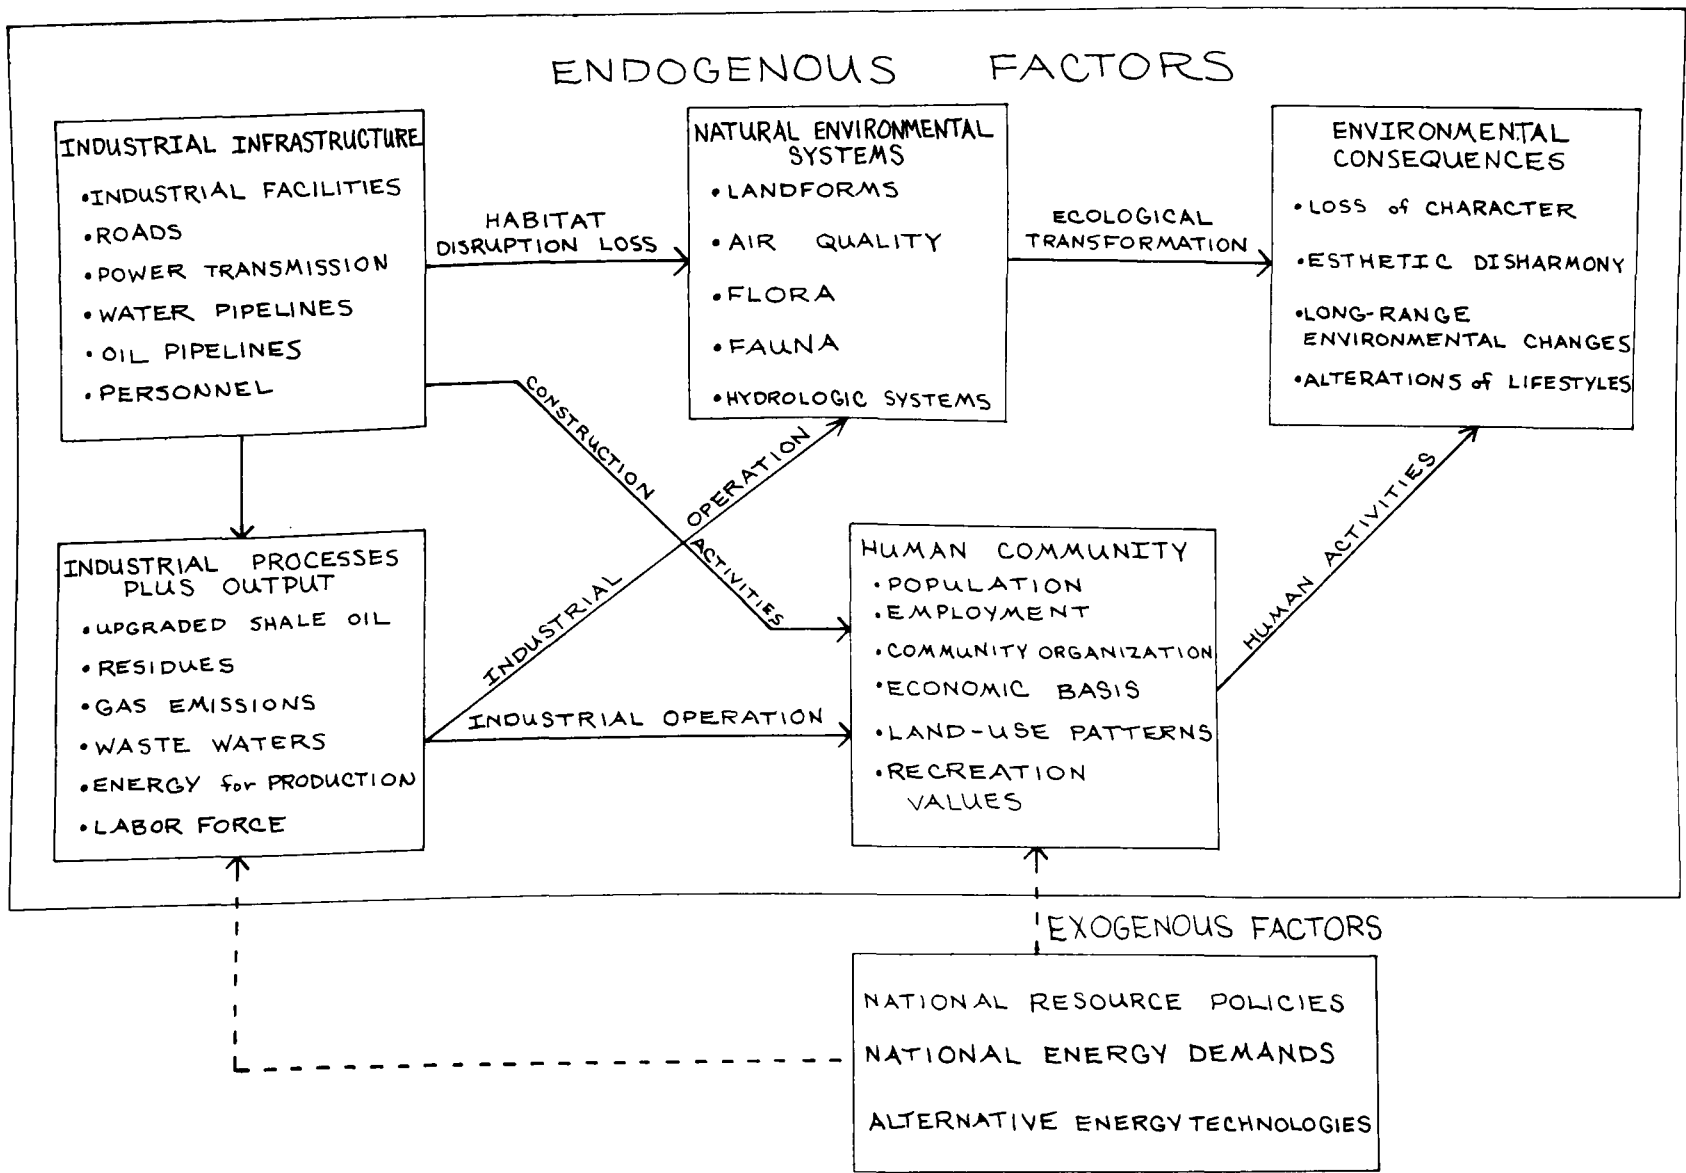 ENDOGENOUS FACTORS
INDUSTRIAL INFRASTRUCTURE
•INDUSTRIAL FACILITIES
•ROADS
•POWER TRANSMISSION
•WATER PIPELINES
•OIL PIPELINES
•PERSONNEL
HABITAT
DISRUPTION LOSS
NATURAL ENVIRONMENTAL
SYSTEMS
•LANDFORMS
•AIR QUALITY
•FLORA
•FAUNA
•HYDROLOGIC SYSTEMS
ECOLOGICAL
TRANSFORMATION
ENVIRONMENTAL
CONSEQUENCES
•LOSS of CHARACTER
•ESTHETIC DISHARMONY
•LONG-RANGE
ENVIRONMENTAL CHANGES
•ALTERATIONS of LIFESTYLES
CONSTRUCTION ACTIVITIES
INDUSTRIAL OPERATION
HUMAN ACTIVITIES
INDUSTRIAL PROCESSES
PLUS OUTPUT
•UPGRADED SHALE OIL
•RESIDUES
•GAS EMISSIONS
•WASTE WATERS
•ENERGY for PRODUCTION
•LABOR FORCE
INDUSTRIAL OPERATION
HUMAN COMMUNITY
•POPULATION
•EMPLOYMENT
•COMMUNITY ORGANIZATION
•ECONOMIC BASIS
•LAND-USE PATTERNS
•RECREATION
VALUES
EXOGENOUS FACTORS
NATIONAL RESOURCE POLICIES
NATIONAL ENERGY DEMANDS
ALTERNATIVE ENERGY TECHNOLOGIES